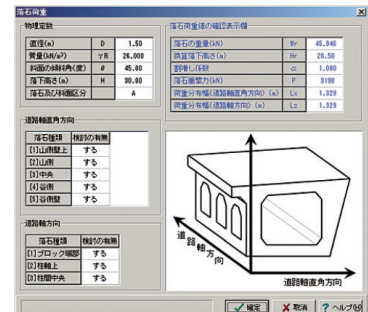 落石荷重
物理定数
直径(m) D 1.50
質量(kN/m³) γR 26.000
斜面の傾斜角(度) θ 45.00
落下高さ(m) H 30.00
落石及び斜面区分 A
落石荷重値の確認表示欄
落石の重量(kN) Wr 45.946
換算落下高さ(m) Hr 28.50
割増し係数 α 1.000
落石衝撃力(kN) P 3198
荷重分布幅(道路軸直角方向) (m) Lx 1.329
荷重分布幅(道路軸方向) (m) Lz 1.329
道路軸直角方向
落石種類 検討の有無
[1]山側壁上 する
[2]山側 する
[3]中央 する
[4]谷側 する
[5]谷側壁 する
道路軸方向
落石種類 検討の有無
[1]ブロック端部 する
[2]柱軸上 する
[3]柱間中央 する
道路軸方向
道路軸直角方向
確定 取消 ? ヘルプ(H)